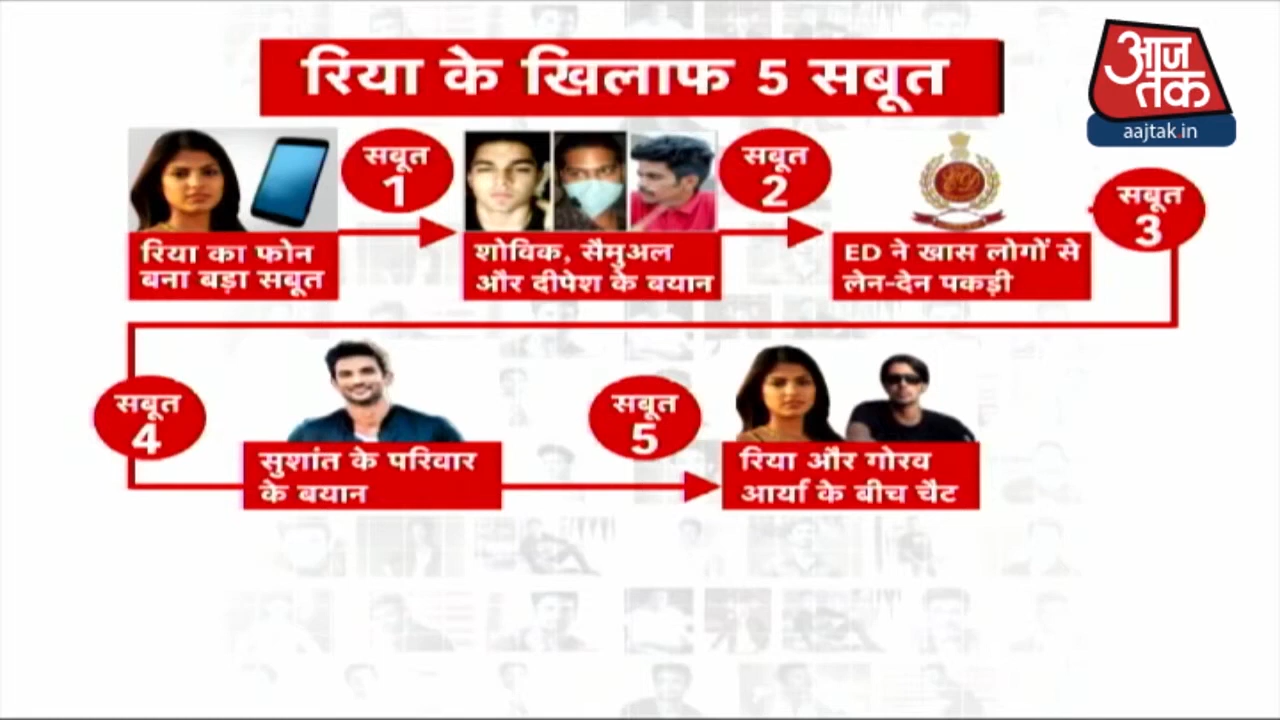 रिया के खिलाफ 5 सबूत
आज
तक
aajtak.in
सबूत
1
सबूत
2
सबूत
3
रिया का फोन
बना बड़ा सबूत
शोविक, सैमुअल
और दीपेश के बयान
ED ने खास लोगों से
लेन-देन पकड़ी
सबूत
4
सुशांत के परिवार
के बयान
सबूत
5
रिया और गोरव
आर्या के बीच चैट